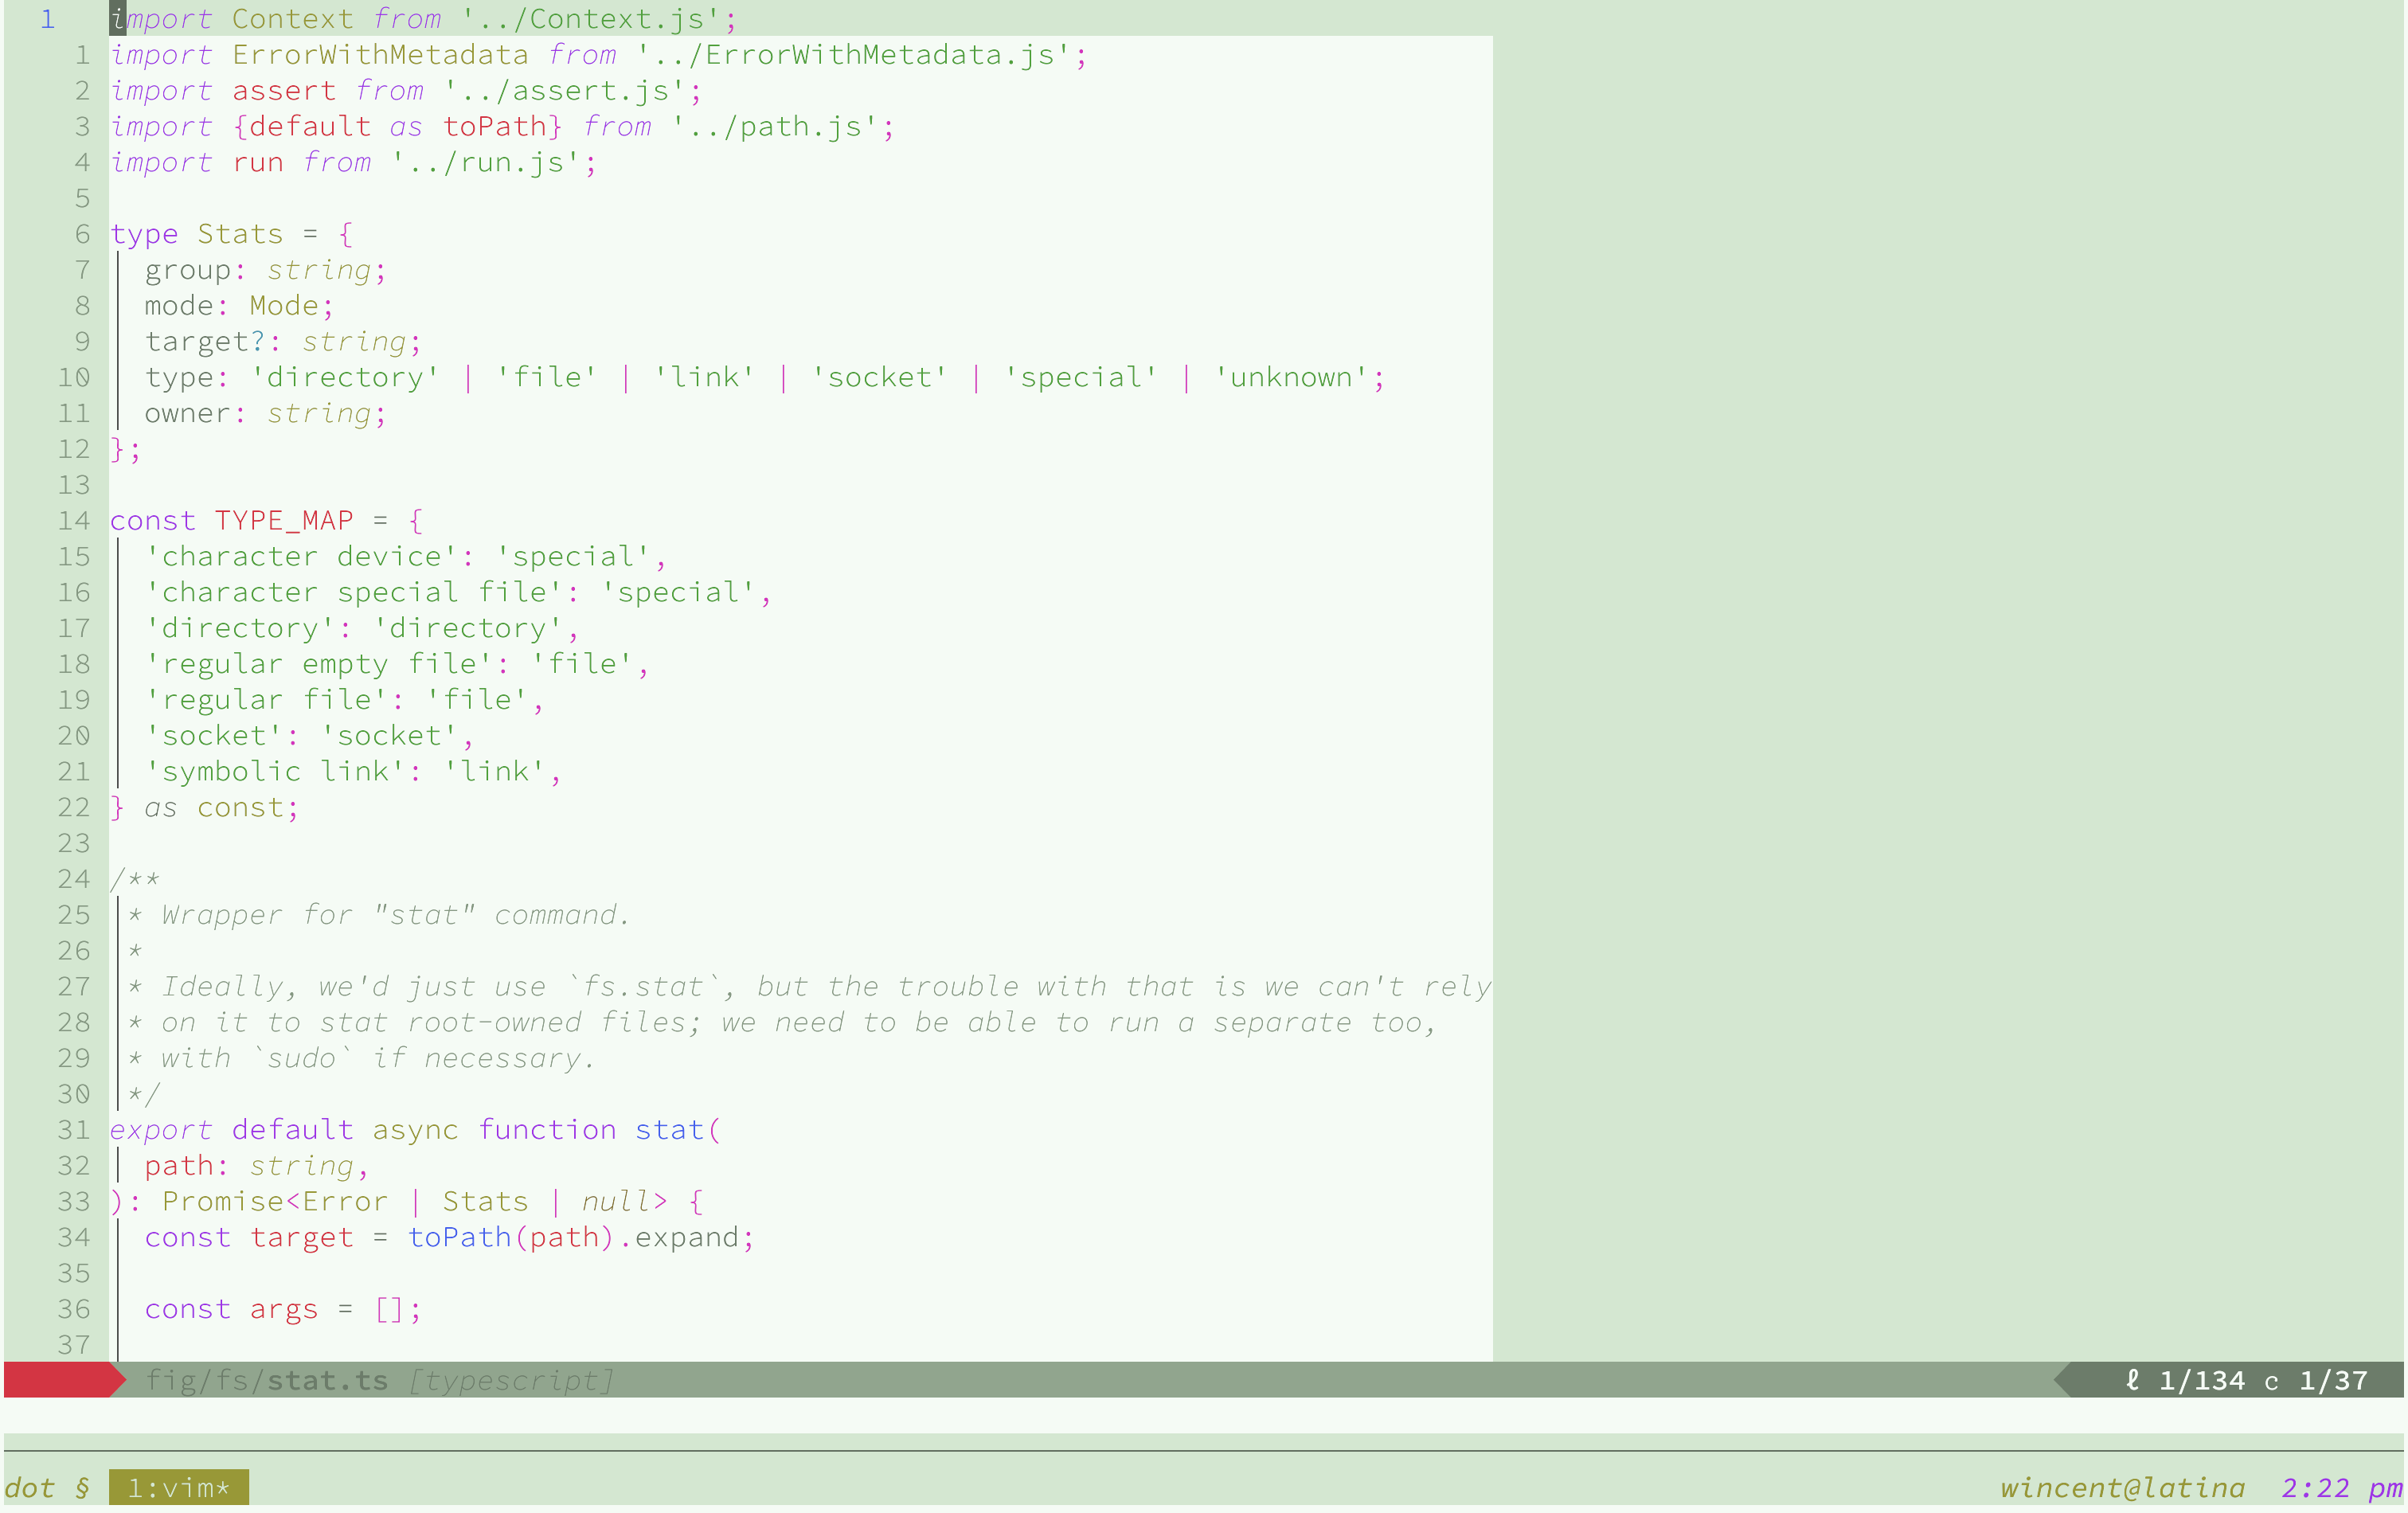 1 import Context from '../Context.js';
1 import ErrorWithMetadata from '../ErrorWithMetadata.js';
2 import assert from '../assert.js';
3 import {default as toPath} from '../path.js';
4 import run from '../run.js';
5
6 type Stats = {
7   group: string;
8   mode: Mode;
9   target?: string;
10   type: 'directory' | 'file' | 'link' | 'socket' | 'special' | 'unknown';
11   owner: string;
12 };
13
14 const TYPE_MAP = {
15   'character device': 'special',
16   'character special file': 'special',
17   'directory': 'directory',
18   'regular empty file': 'file',
19   'regular file': 'file',
20   'socket': 'socket',
21   'symbolic link': 'link',
22 } as const;
23
24 /**
25  * Wrapper for "stat" command.
26  *
27  * Ideally, we'd just use `fs.stat`, but the trouble with that is we can't rely
28  * on it to stat root-owned files; we need to be able to run a separate too,
29  * with `sudo` if necessary.
30  */
31 export default async function stat(
32   path: string,
33 ): Promise<Error | Stats | null> {
34   const target = toPath(path).expand;
35
36   const args = [];
37
fig/fs/stat.ts [typescript] ℓ 1/134 c 1/37
dot § 1:vim* wincent@latina 2:22 pm